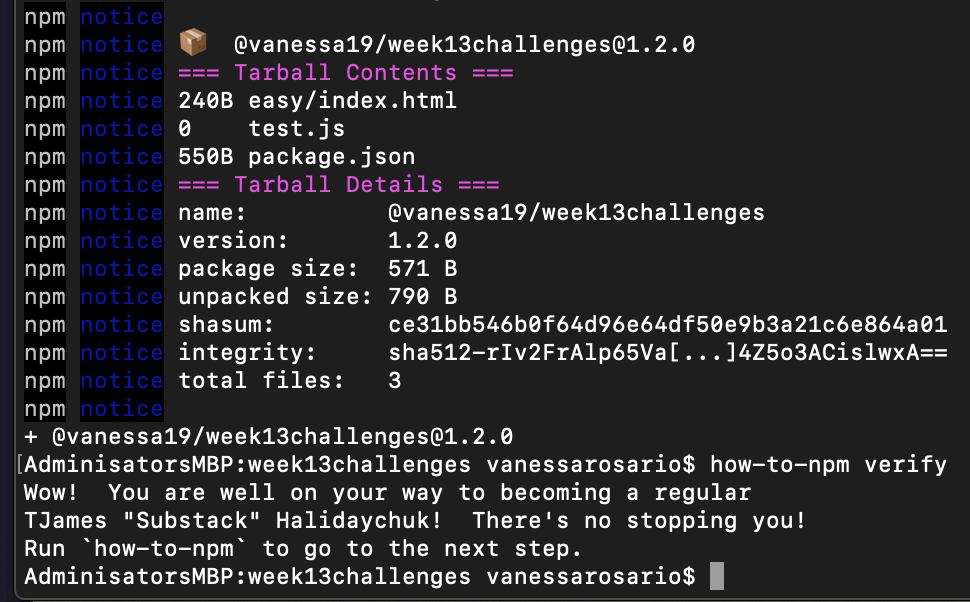 npm notice
npm notice 📦  @vanessa19/week13challenges@1.2.0
npm notice === Tarball Contents ===
npm notice 240B easy/index.html
npm notice 0    test.js
npm notice 550B package.json
npm notice === Tarball Details ===
npm notice name:          @vanessa19/week13challenges
npm notice version:       1.2.0
npm notice package size:  571 B
npm notice unpacked size: 790 B
npm notice shasum:        ce31bb546b0f64d96e64df50e9b3a21c6e864a01
npm notice integrity:     sha512-rIv2FrAlp65Va[...]4Z5o3ACislwxA==
npm notice total files:   3
npm notice
+ @vanessa19/week13challenges@1.2.0
[AdminisatorsMBP:week13challenges vanessarosario$ how-to-npm verify
Wow!  You are well on your way to becoming a regular
TJames "Substack" Halidaychuk!  There's no stopping you!
Run `how-to-npm` to go to the next step.
AdminisatorsMBP:week13challenges vanessarosario$